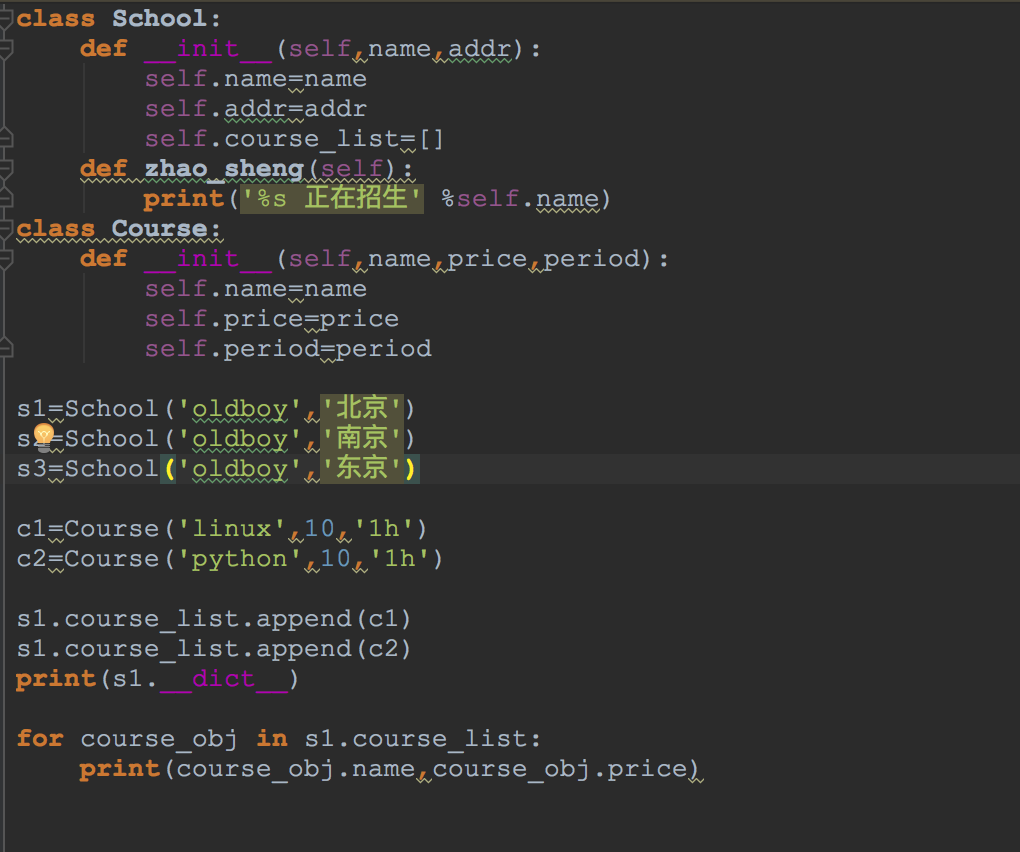 class School:
    def __init__(self,name,addr):
        self.name=name
        self.addr=addr
        self.course_list=[]
    def zhao_sheng(self):
        print('%s 正在招生' %self.name)
class Course:
    def __init__(self,name,price,period):
        self.name=name
        self.price=price
        self.period=period
s1=School('oldboy','北京')
s2=School('oldboy','南京')
s3=School('oldboy','东京')
c1=Course('linux',10,'1h')
c2=Course('python',10,'1h')
s1.course_list.append(c1)
s1.course_list.append(c2)
print(s1.__dict__)
for course_obj in s1.course_list:
    print(course_obj.name,course_obj.price)